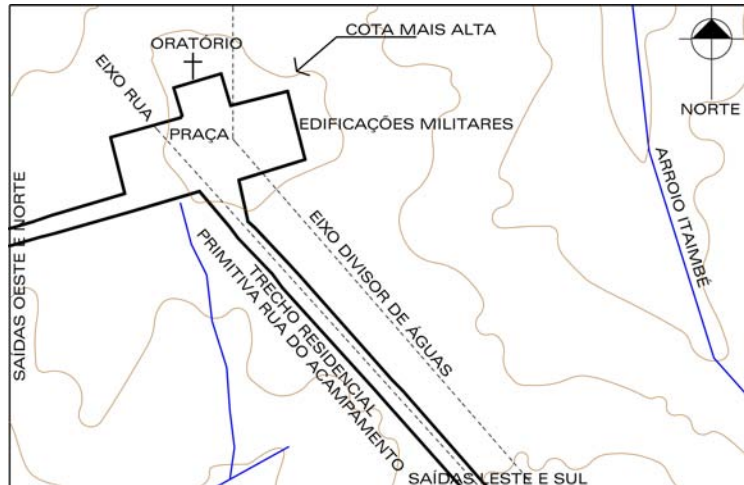 COTA MAIS ALTA
ORATÓRIO
EIXO RUA
NORTE
EDIFICAÇÕES MILITARES
PRAÇA
ARROIO ITAIMBÉ
SAÍDAS OESTE E NORTE
EIXO DIVISOR DE ÁGUAS
TRECHO RESIDENCIAL
PRIMITIVA RUA DO ACAMPAMENTO
SAÍDAS LESTE E SUL